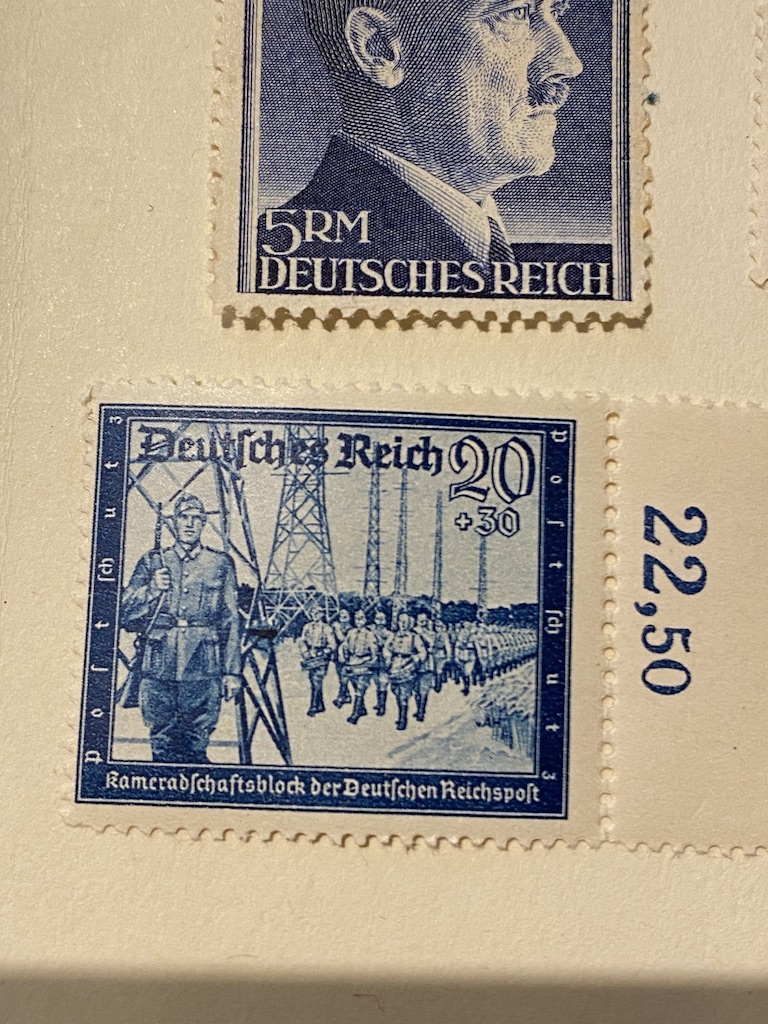 5RM
DEUTSCHES REICH
Deutſches Reich 20
+30
Poſtſchutz
Poſtſchutz
Kameradſchaftsblock der Deutſchen Reichspoſt
22,50